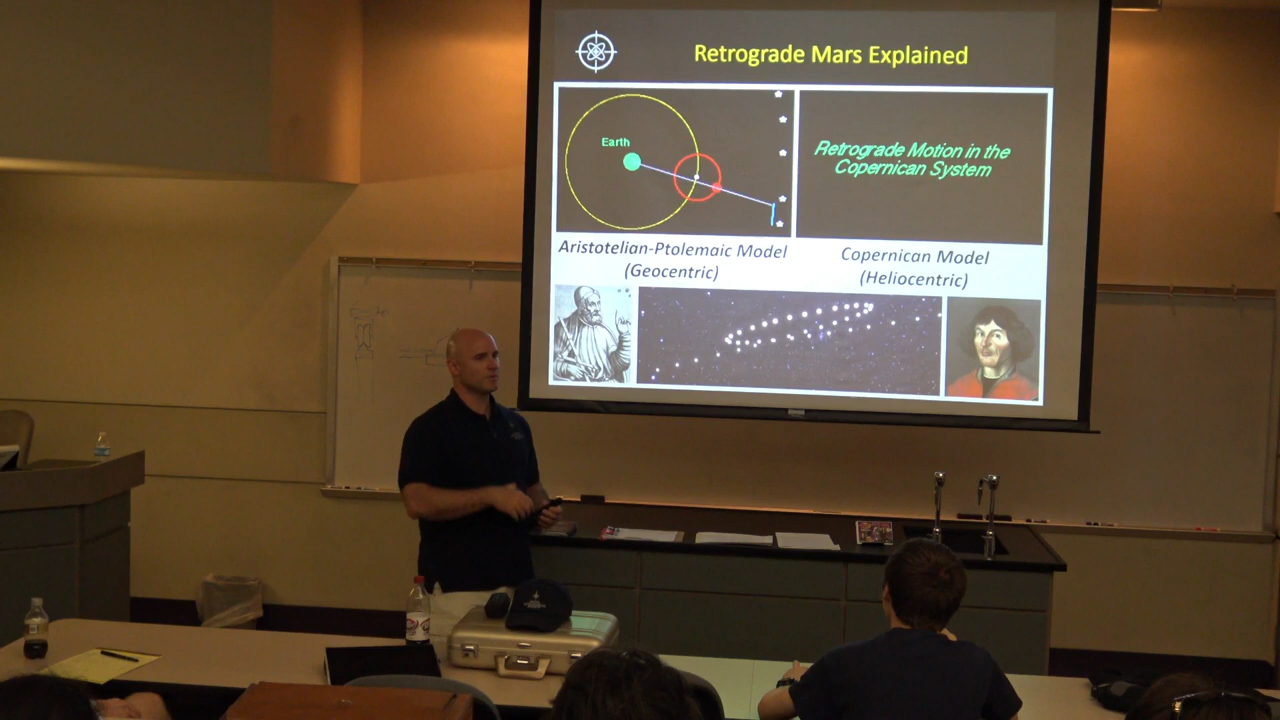 Retrograde Mars Explained
Earth
Retrograde Motion in the
Copernican System
Aristotelian-Ptolemaic Model
(Geocentric)
Copernican Model
(Heliocentric)